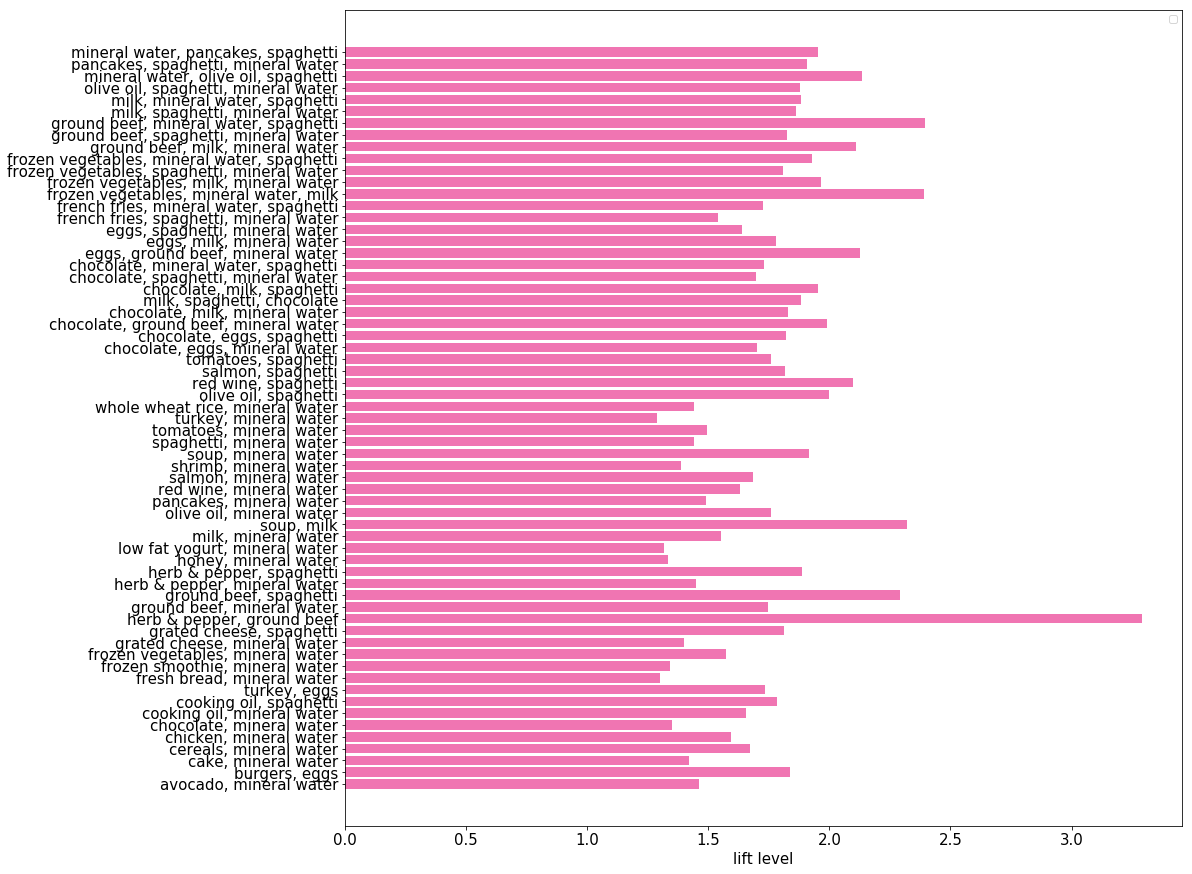 mineral water, pancakes, spaghetti
pancakes, spaghetti, mineral water
mineral water, olive oil, spaghetti
olive oil, spaghetti, mineral water
milk, mineral water, spaghetti
milk, spaghetti, mineral water
ground beef, mineral water, spaghetti
ground beef, spaghetti, mineral water
ground beef, milk, mineral water
frozen vegetables, mineral water, spaghetti
frozen vegetables, spaghetti, mineral water
frozen vegetables, milk, mineral water
frozen vegetables, mineral water, milk
french fries, mineral water, spaghetti
french fries, spaghetti, mineral water
eggs, spaghetti, mineral water
eggs, milk, mineral water
eggs, ground beef, mineral water
chocolate, mineral water, spaghetti
chocolate, spaghetti, mineral water
chocolate, milk, spaghetti
milk, spaghetti, chocolate
chocolate, milk, mineral water
chocolate, ground beef, mineral water
chocolate, eggs, spaghetti
chocolate, eggs, mineral water
tomatoes, spaghetti
salmon, spaghetti
red wine, spaghetti
olive oil, spaghetti
whole wheat rice, mineral water
turkey, mineral water
tomatoes, mineral water
spaghetti, mineral water
soup, mineral water
shrimp, mineral water
salmon, mineral water
red wine, mineral water
pancakes, mineral water
olive oil, mineral water
soup, milk
milk, mineral water
low fat yogurt, mineral water
honey, mineral water
herb & pepper, spaghetti
herb & pepper, mineral water
ground beef, spaghetti
ground beef, mineral water
herb & pepper, ground beef
grated cheese, spaghetti
grated cheese, mineral water
frozen vegetables, mineral water
frozen smoothie, mineral water
fresh bread, mineral water
turkey, eggs
cooking oil, spaghetti
cooking oil, mineral water
chocolate, mineral water
chicken, mineral water
cereals, mineral water
cake, mineral water
burgers, eggs
avocado, mineral water
0.0 0.5 1.0 1.5 2.0 2.5 3.0
lift level